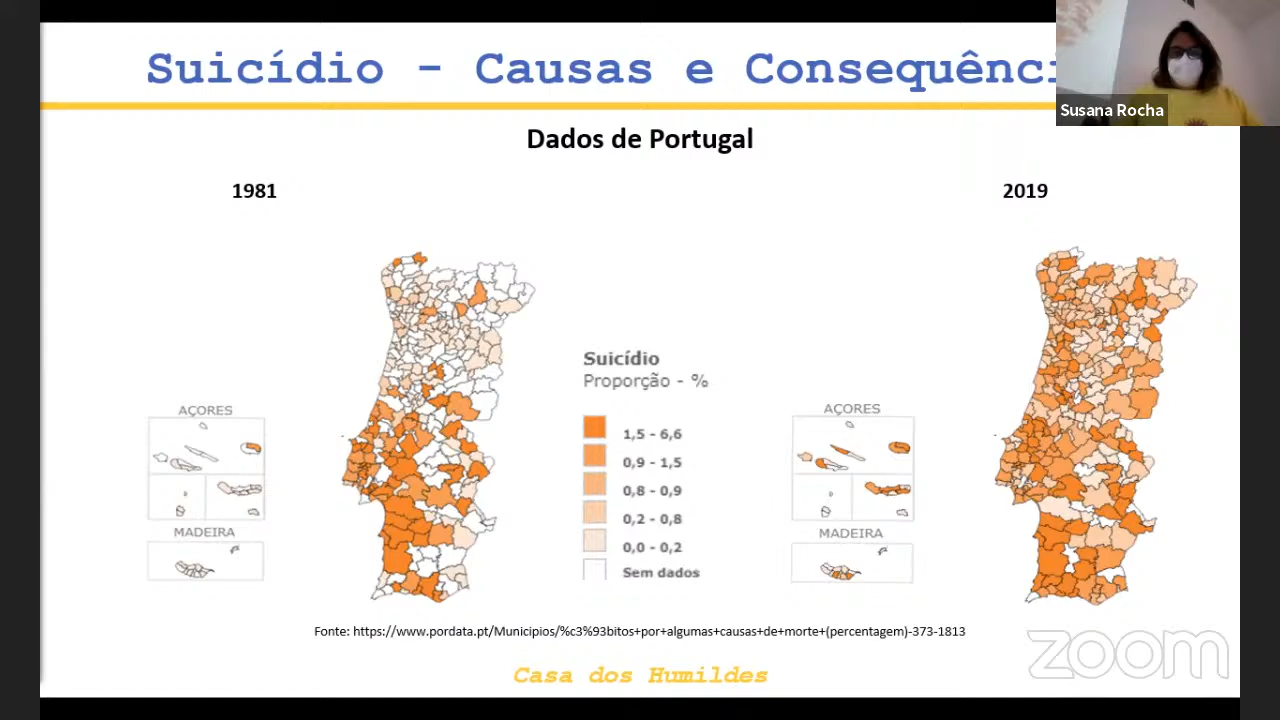 Suicídio - Causas e Consequênci
Susana Rocha
Dados de Portugal
1981
2019
Suicídio
Proporção - %
1,5 - 6,6
0,9 - 1,5
0,8 - 0,9
0,2 - 0,8
0,0 - 0,2
Sem dados
AÇORES
MADEIRA
AÇORES
MADEIRA
Fonte: https://www.pordata.pt/Municipios/%c3%93bitos+por+algumas+causas+de+morte+(percentagem)-373-1813
Casa dos Humildes
zoom